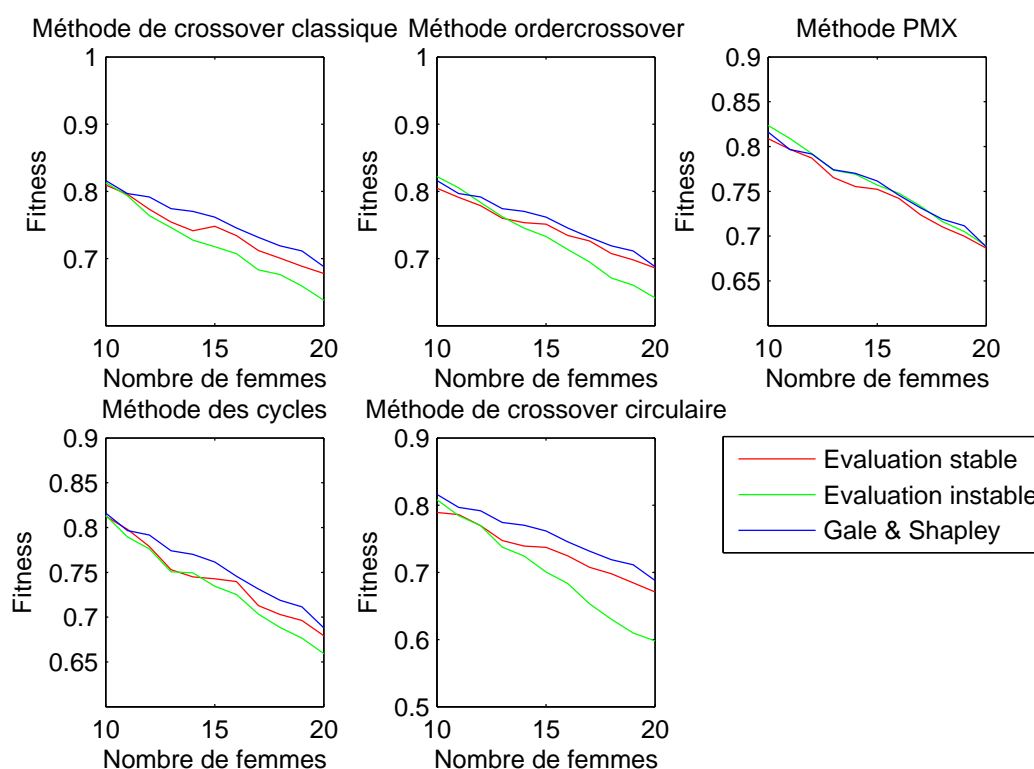 Méthode de crossover classique
1
0.9
0.8
0.7
Fitness
10
15
20
Nombre de femmes
Méthode ordercrossover
1
0.9
0.8
0.7
Fitness
10
15
20
Nombre de femmes
Méthode PMX
0.9
0.85
0.8
0.75
0.7
0.65
Fitness
10
15
20
Nombre de femmes
Méthode des cycles
0.9
0.85
0.8
0.75
0.7
0.65
Fitness
10
15
20
Nombre de femmes
Méthode de crossover circulaire
0.9
0.8
0.7
0.6
0.5
Fitness
10
15
20
Nombre de femmes
Evaluation stable
Evaluation instable
Gale & Shapley